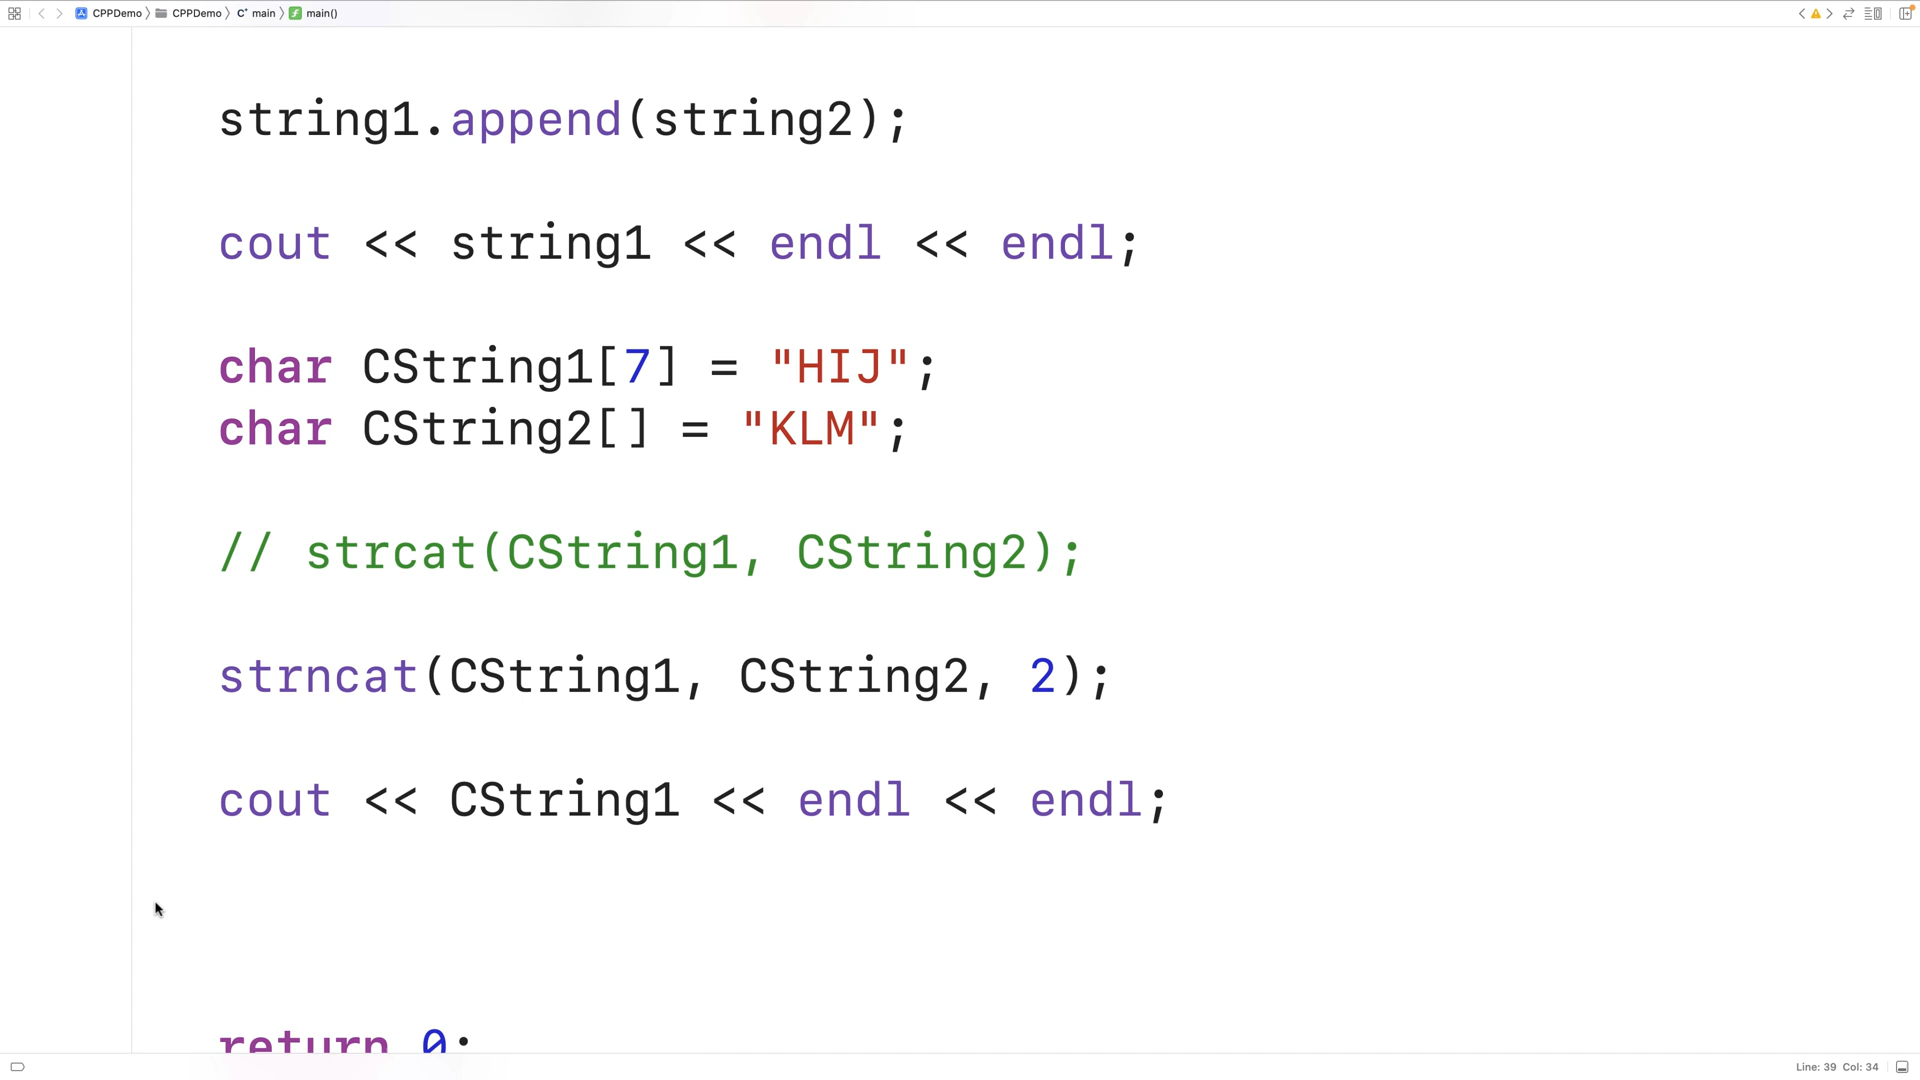 CPPDemo 〉 CPPDemo 〉 C+ main 〉 f main()
string1.append(string2);
cout << string1 << endl << endl;
char CString1[7] = "HIJ";
char CString2[] = "KLM";
// strcat(CString1, CString2);
strncat(CString1, CString2, 2);
cout << CString1 << endl << endl;
return 0;
Line: 39 Col: 34